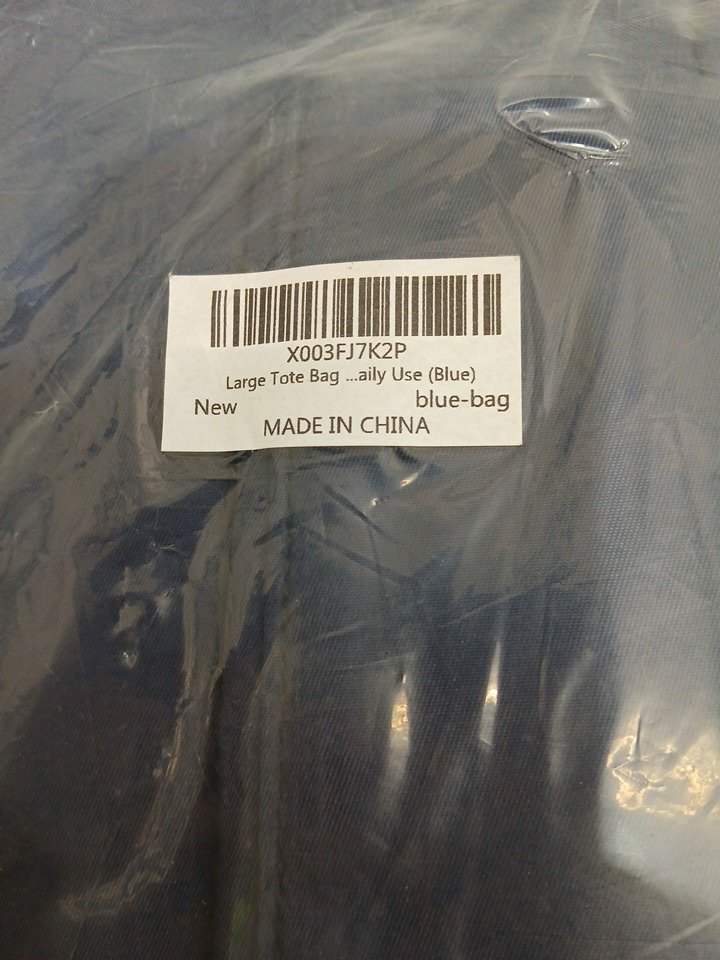 X003FJ7K2P
Large Tote Bag ...aily Use (Blue)
New blue-bag
MADE IN CHINA